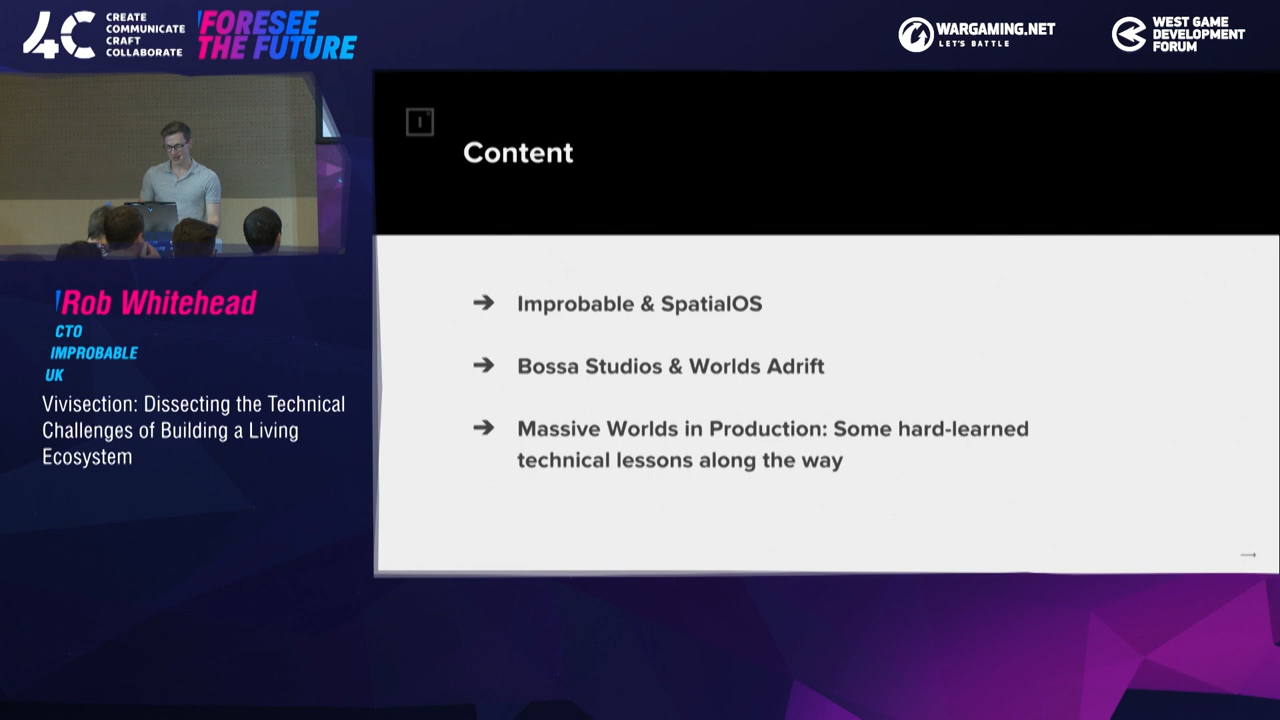 4C
CREATE
COMMUNICATE
CRAFT
COLLABORATE
FORESEE
THE FUTURE
WARGAMING.NET
LET'S BATTLE
WEST GAME
DEVELOPMENT
FORUM
Content
Rob Whitehead
CTO
IMPROBABLE
UK
Vivisection: Dissecting the Technical
Challenges of Building a Living
Ecosystem
➔ Improbable & SpatialOS
➔ Bossa Studios & Worlds Adrift
➔ Massive Worlds in Production: Some hard-learned
technical lessons along the way